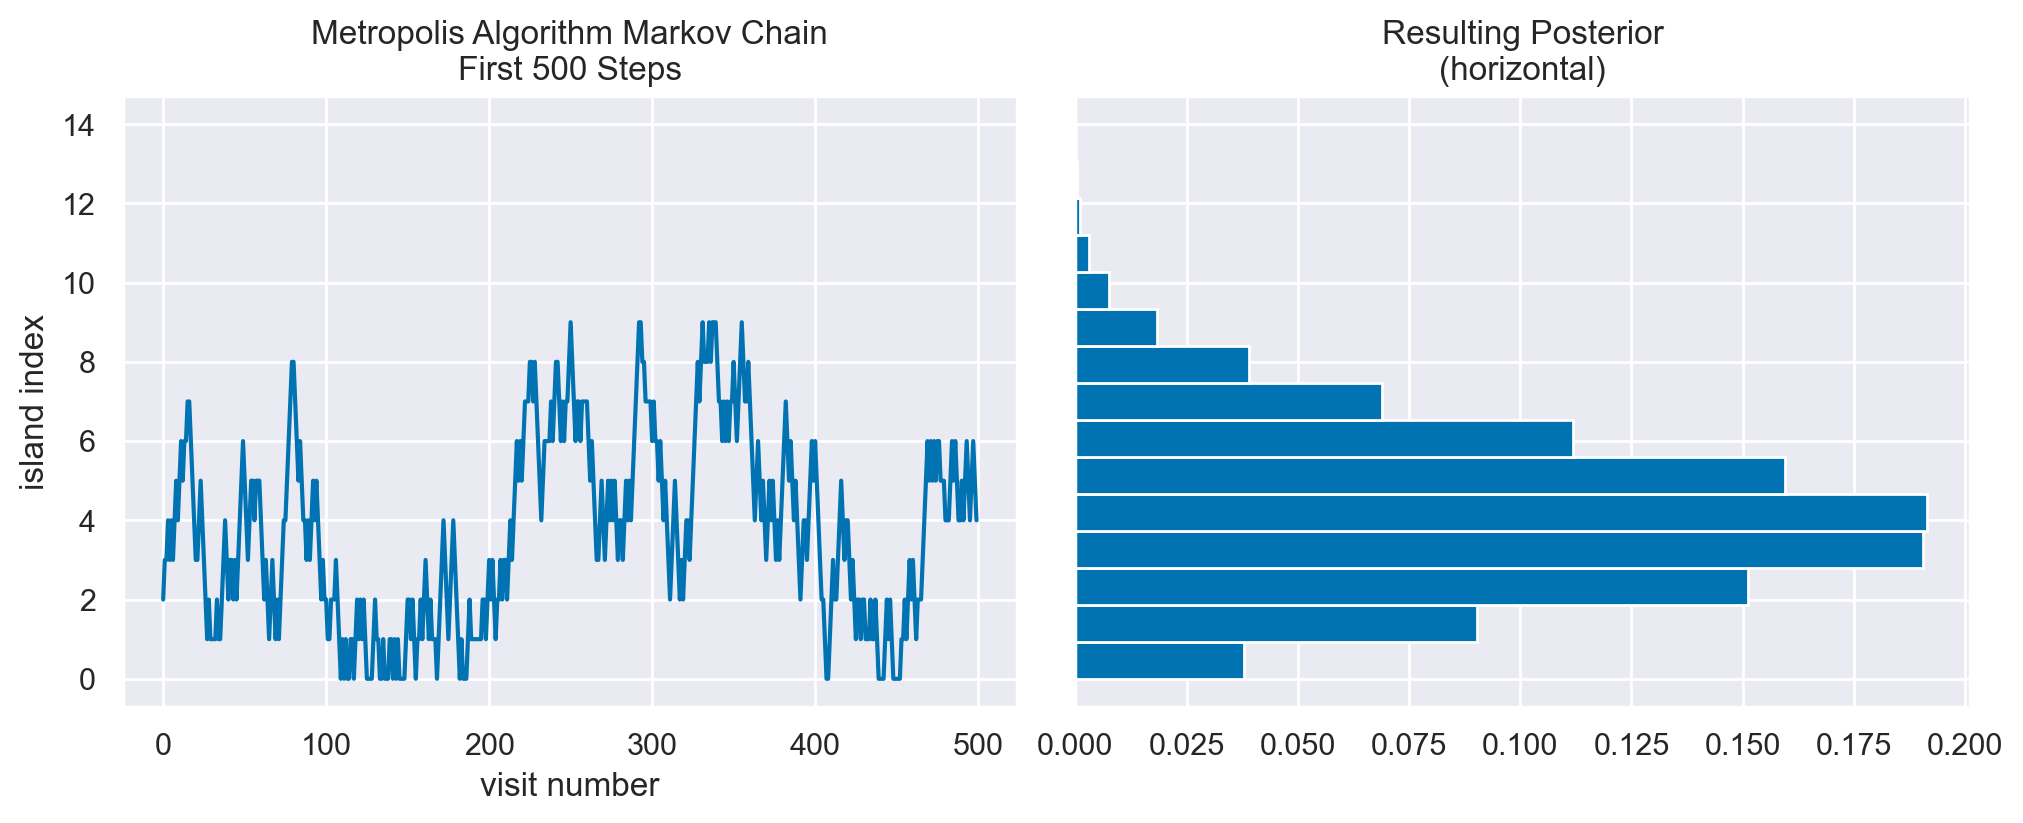 Metropolis Algorithm Markov Chain
First 500 Steps
Resulting Posterior
(horizontal)
14
12
10
8
6
4
2
0
island index
0 100 200 300 400 500
visit number
0.000 0.025 0.050 0.075 0.100 0.125 0.150 0.175 0.200